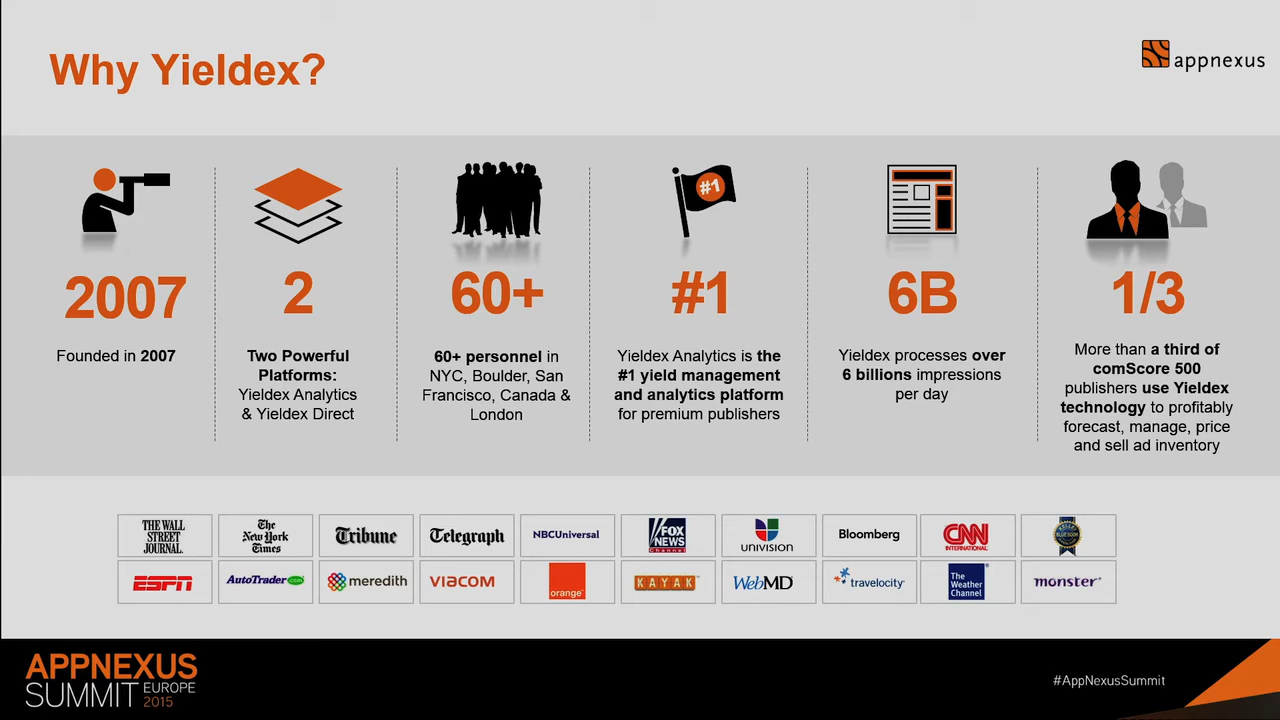 Why Yieldex?
appnexus
#1
2007
2
60+
#1
6B
1/3
Founded in 2007
Two Powerful
Platforms:
Yieldex Analytics
& Yieldex Direct
60+ personnel in
NYC, Boulder, San
Francisco, Canada &
London
Yieldex Analytics is the
#1 yield management
and analytics platform
for premium publishers
Yieldex processes over
6 billions impressions
per day
More than a third of
comScore 500
publishers use Yieldex
technology to profitably
forecast, manage, price
and sell ad inventory
THE WALL
STREET
JOURNAL.
The
New York
Times
Tribune
Telegraph
NBCUniversal
FOX
NEWS
Channel
UNIVISION
Bloomberg
CNN
INTERNATIONAL
KELLEY
BLUE BOOK
ESPN
AutoTrader.com
meredith
VIACOM
orange™
KAYAK
WebMD
travelocity
The
Weather
Channel
monster
APPNEXUS
SUMMIT EUROPE
2015
#AppNexusSummit